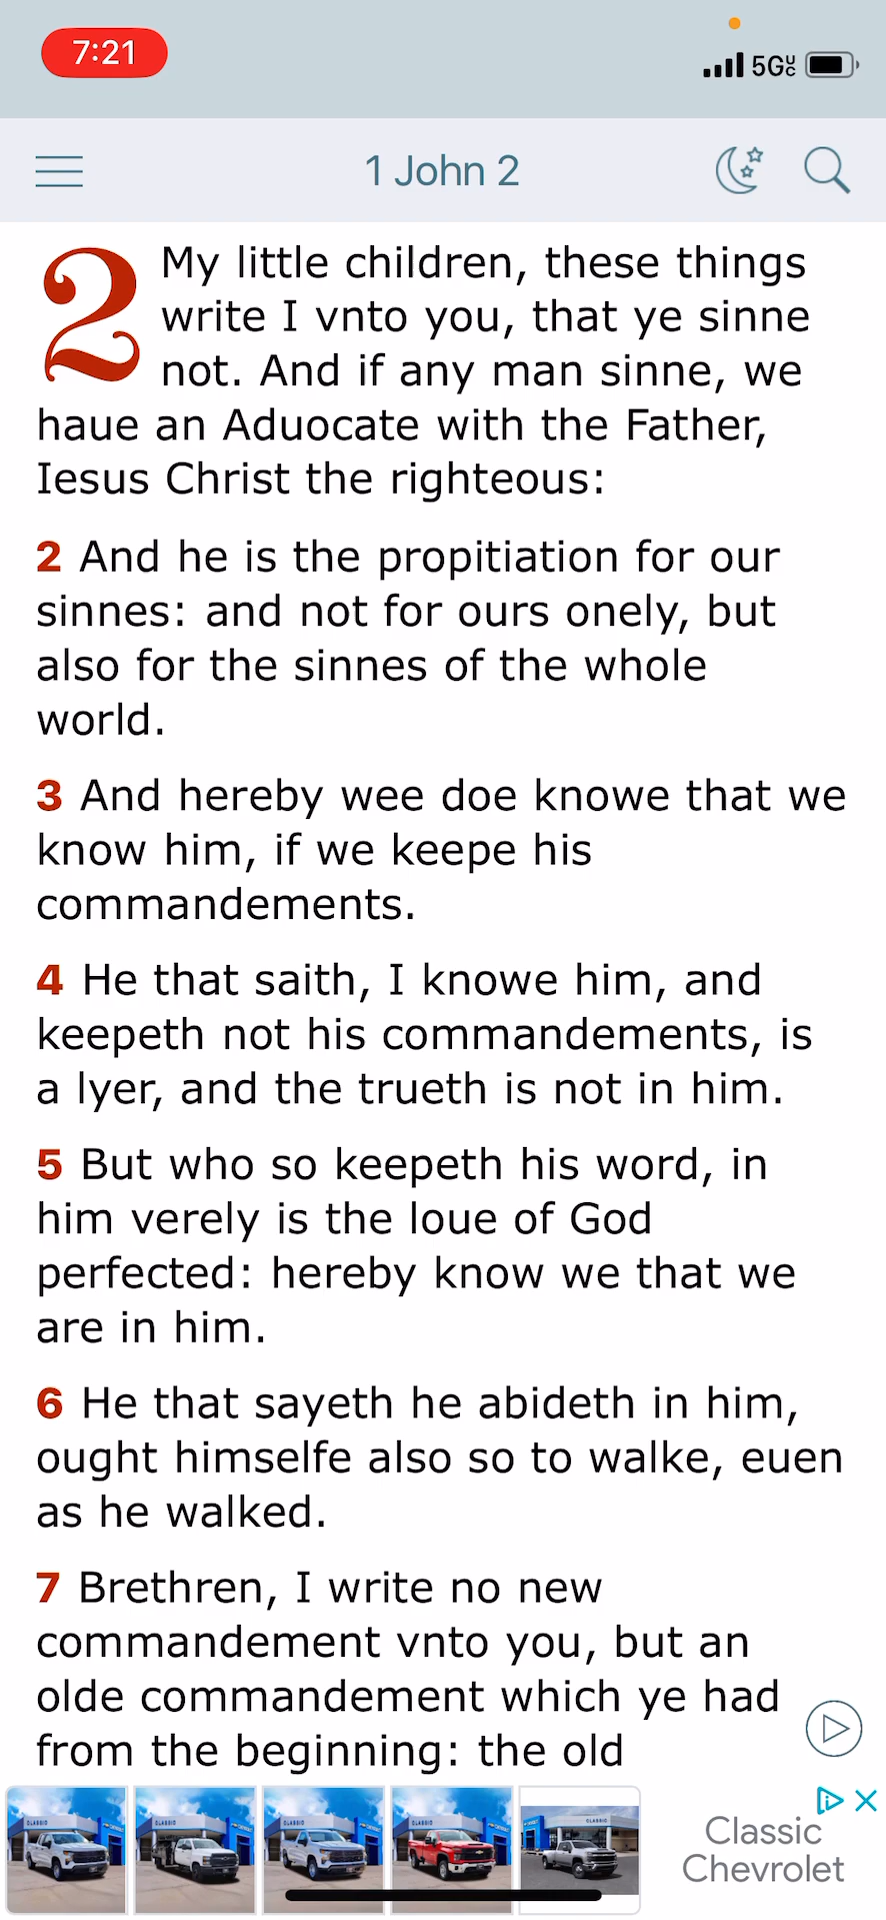 7:21
5GUC
1 John 2
2 My little children, these things
write I vnto you, that ye sinne
not. And if any man sinne, we
haue an Aduocate with the Father,
Iesus Christ the righteous:
2 And he is the propitiation for our
sinnes: and not for ours onely, but
also for the sinnes of the whole
world.
3 And hereby wee doe knowe that we
know him, if we keepe his
commandements.
4 He that saith, I knowe him, and
keepeth not his commandements, is
a lyer, and the trueth is not in him.
5 But who so keepeth his word, in
him verely is the loue of God
perfected: hereby know we that we
are in him.
6 He that sayeth he abideth in him,
ought himselfe also so to walke, euen
as he walked.
7 Brethren, I write no new
commandement vnto you, but an
olde commandement which ye had
from the beginning: the old
CLASSIC
CLASSIC
CLASSIC
CLASSIC
CLASSIC
Classic
Chevrolet